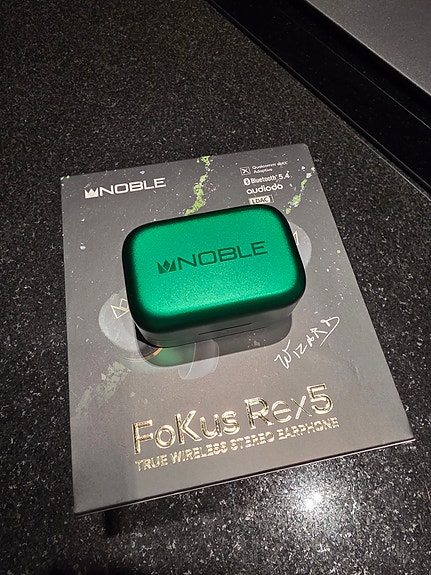 NOBLE
Qualcomm aptX
Adaptive
Bluetooth® 5.4
audiodo
LDAC
NOBLE
WIZARD
FoKus Rex5
TRUE WIRELESS STEREO EARPHONE